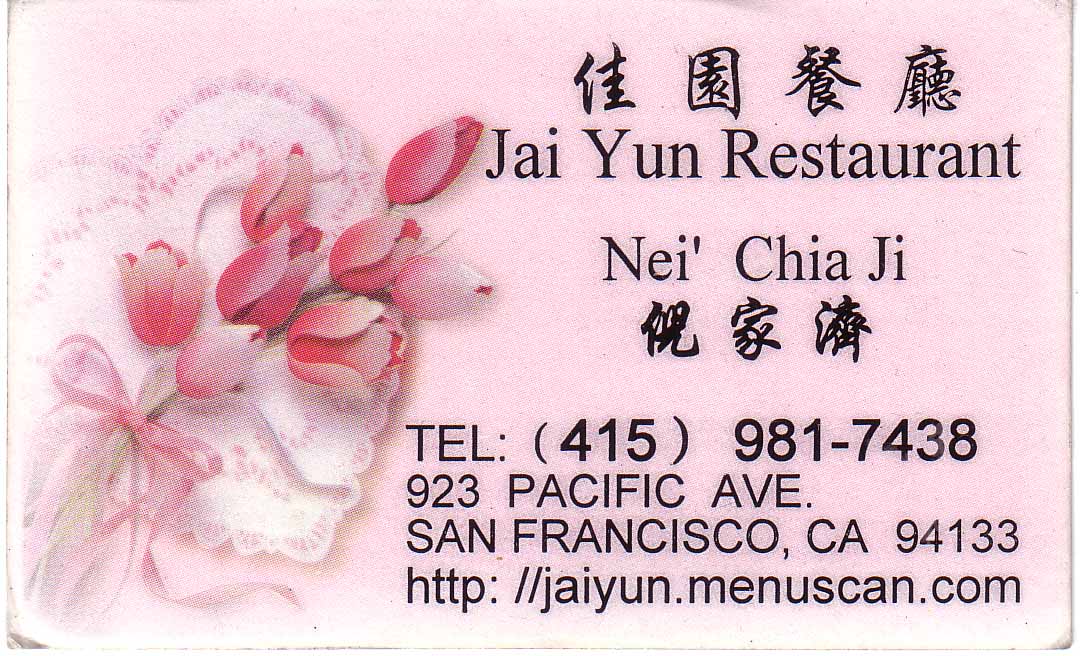 佳園餐廳
Jai Yun Restaurant
Nei' Chia Ji
倪家濟
TEL: (415) 981-7438
923 PACIFIC AVE.
SAN FRANCISCO, CA 94133
http: //jaiyun.menuscan.com